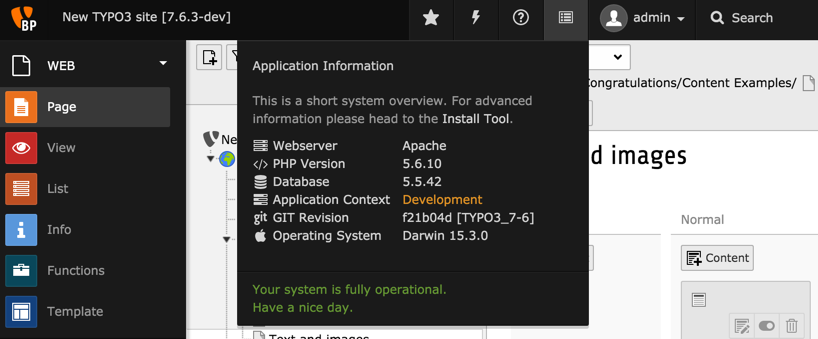 BP
New TYPO3 site [7.6.3-dev]
admin
Search
WEB
Page
View
List
Info
Functions
Template
Application Information
This is a short system overview. For advanced
information please head to the Install Tool.
Webserver Apache
PHP Version 5.6.10
Database 5.5.42
Application Context Development
git GIT Revision f21b04d [TYPO3_7-6]
Operating System Darwin 15.3.0
Your system is fully operational.
Have a nice day.
Ne
ongratulations/Content Examples/
d images
Normal
Content
Text and images